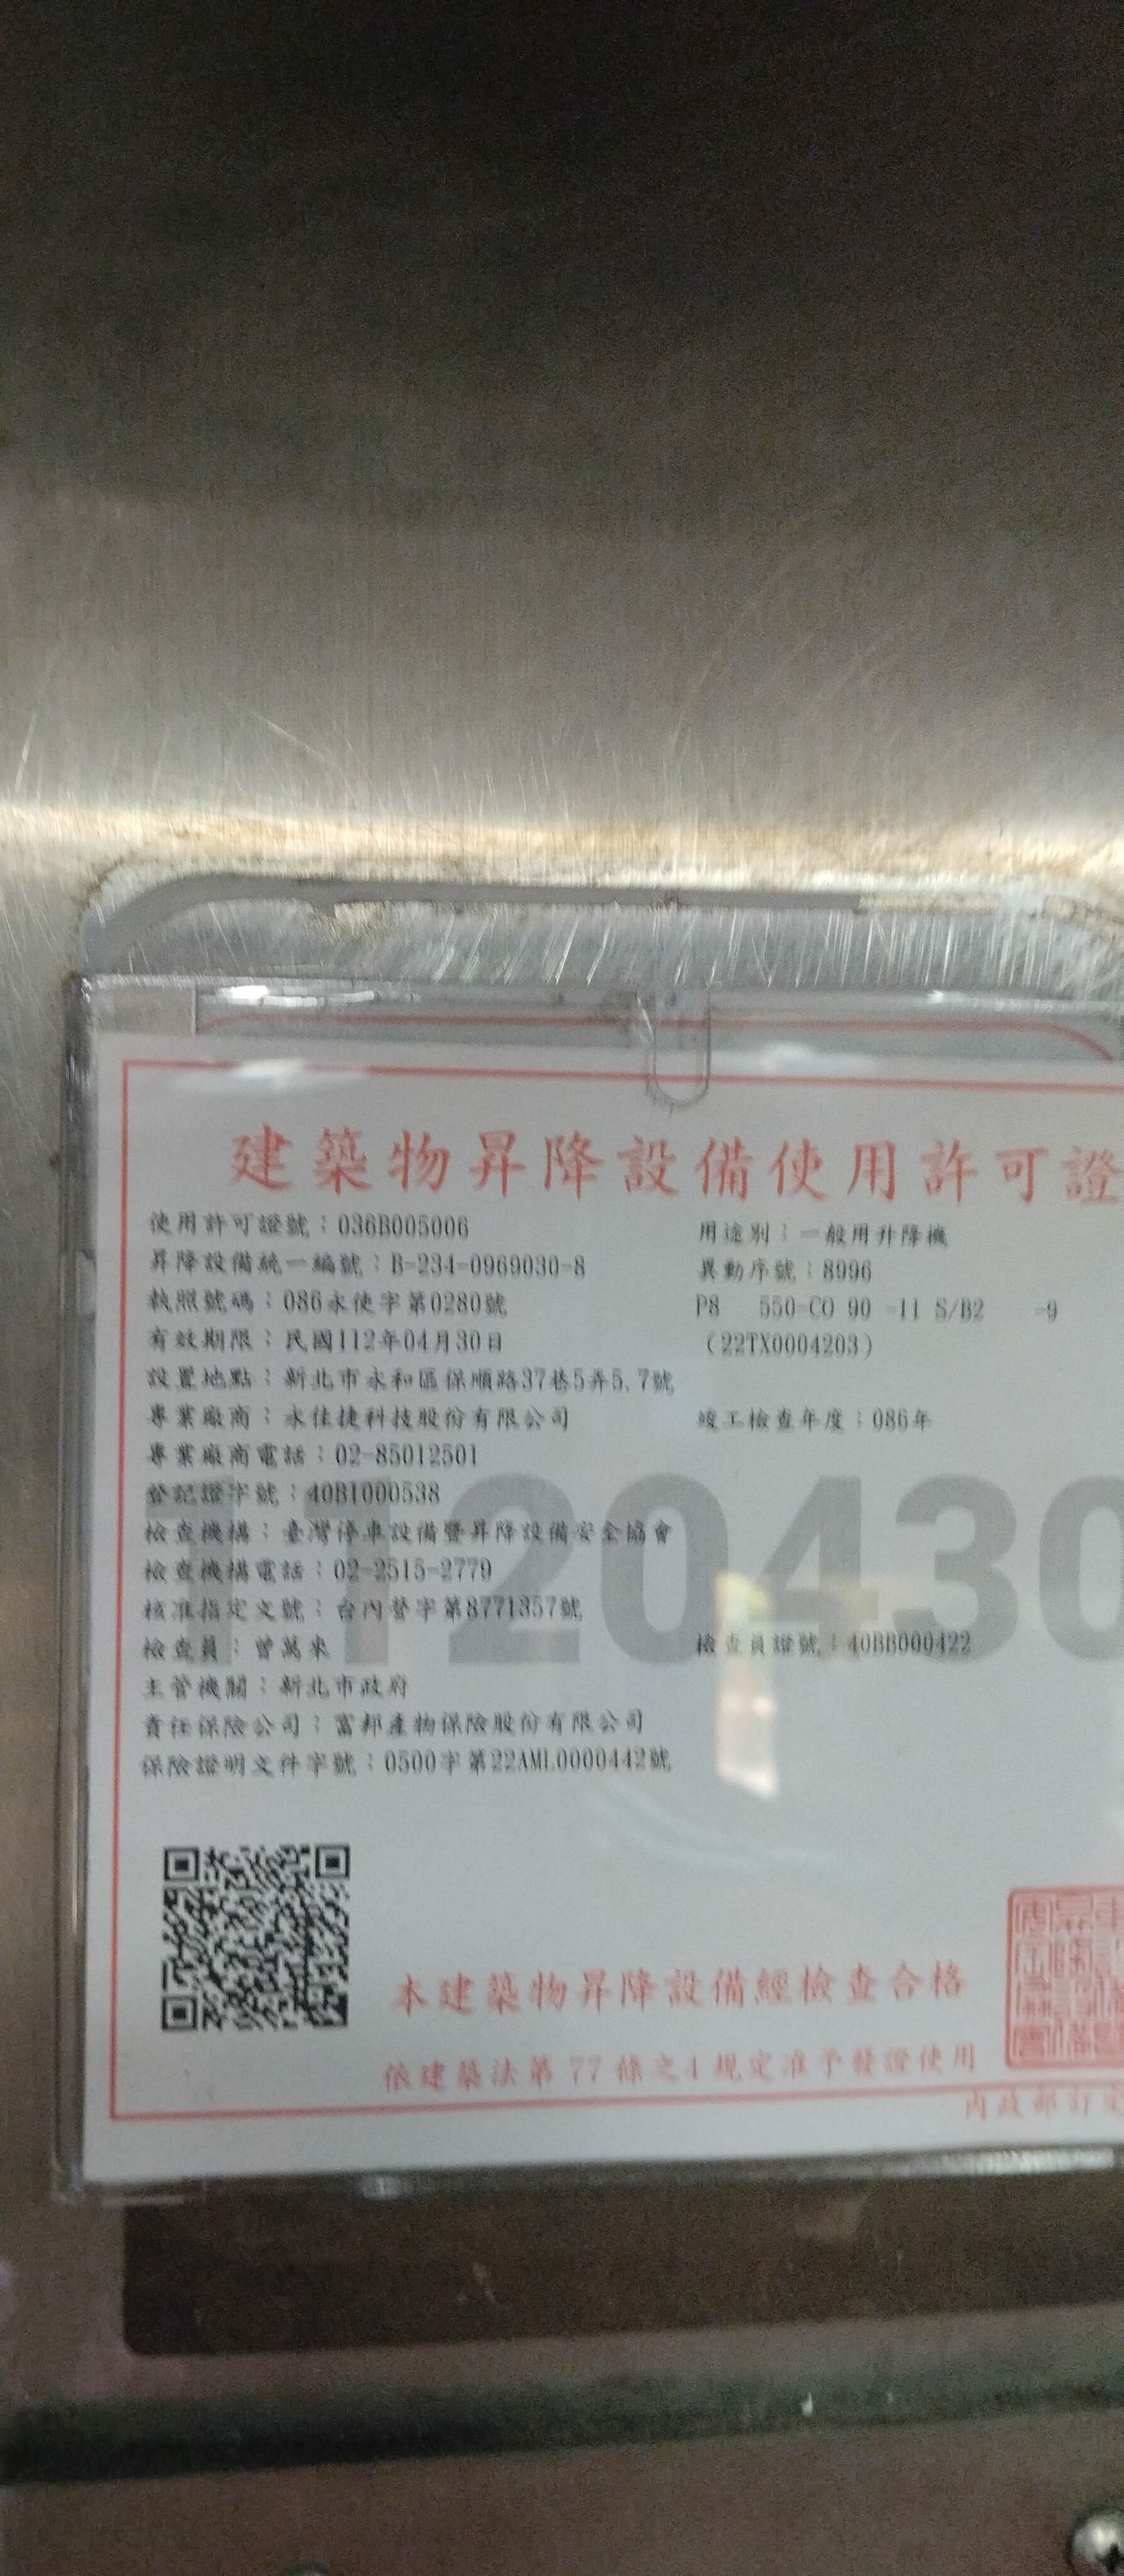 建築物昇降設備使用許可證
使用許可證號：036B005006
用途別：一般用升降機
昇降設備統一編號：B-234-0969030-8
異動序號：8996
執照號碼：086永使字第0280號
P8 550-CO 90 -11 S/B2 -9
有效期限：民國112年04月30日
（22TX0004203）
設置地點：新北市永和區保順路37巷5弄5.7號
專業廠商：永佳捷科技股份有限公司
竣工檢查年度：086年
專業廠商電話：02-85012501
登記證字號：40BI000538
1120430
檢查機構：臺灣停車設備暨昇降設備安全協會
檢查機構電話：02-2515-2779
核准指定文號：台內營字第8771357號
檢查員：曾萬來
檢查員證號：40BB000422
主管機關：新北市政府
責任保險公司：富邦產物保險股份有限公司
保險證明文件字號：0500字第22AML0000442號
本建築物昇降設備經檢查合格
依建築法第 77 條之4 規定准予發證使用
內政部訂定